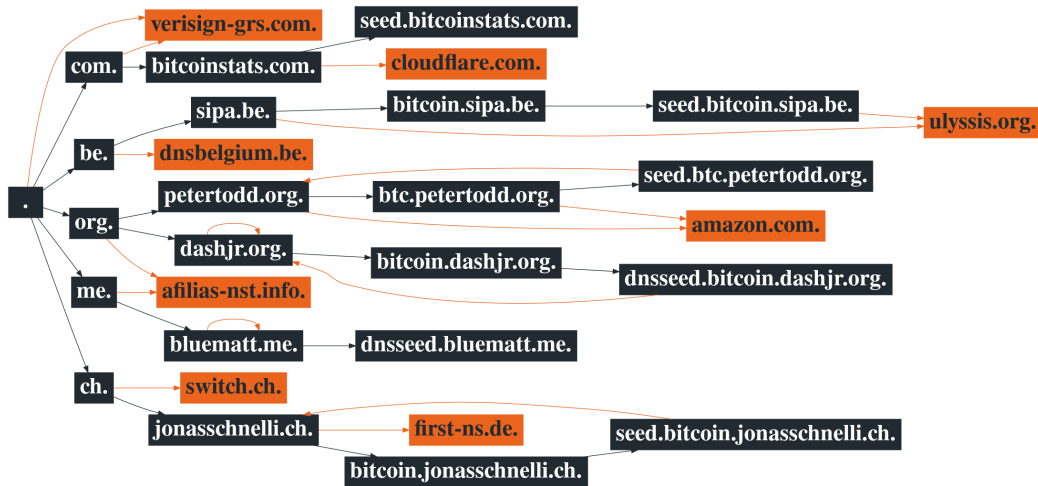 verisign-grs.com.
seed.bitcoinstats.com.
com.
bitcoinstats.com.
cloudflare.com.
sipa.be.
bitcoin.sipa.be.
seed.bitcoin.sipa.be.
ulyssis.org.
be.
dnsbelgium.be.
.
petertodd.org.
btc.petertodd.org.
seed.btc.petertodd.org.
amazon.com.
org.
dashjr.org.
bitcoin.dashjr.org.
dnsseed.bitcoin.dashjr.org.
me.
afilias-nst.info.
bluematt.me.
dnsseed.bluematt.me.
ch.
switch.ch.
jonasschnelli.ch.
first-ns.de.
seed.bitcoin.jonasschnelli.ch.
bitcoin.jonasschnelli.ch.